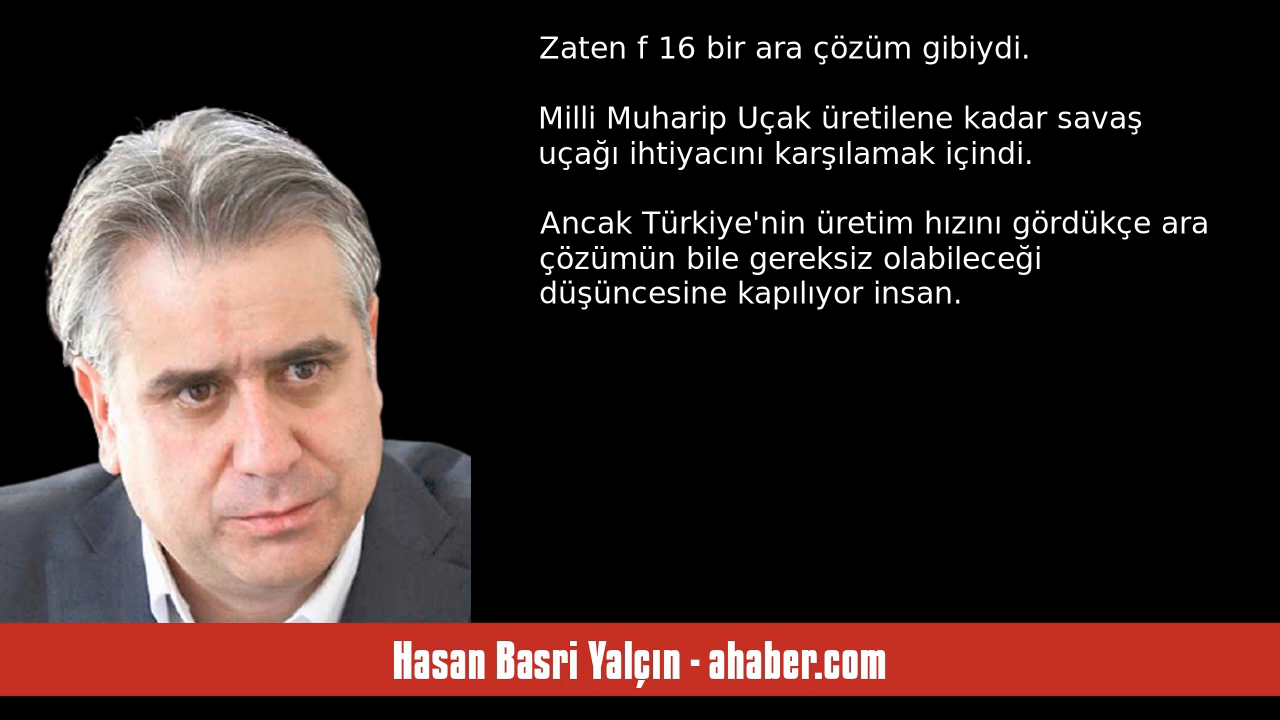 Zaten f 16 bir ara çözüm gibiydi.
Milli Muharip Uçak üretilene kadar savaş
uçağı ihtiyacını karşılamak içindi.
Ancak Türkiye'nin üretim hızını gördükçe ara
çözümün bile gereksiz olabileceği
düşüncesine kapılıyor insan.
Hasan Basri Yalçın - ahaber.com